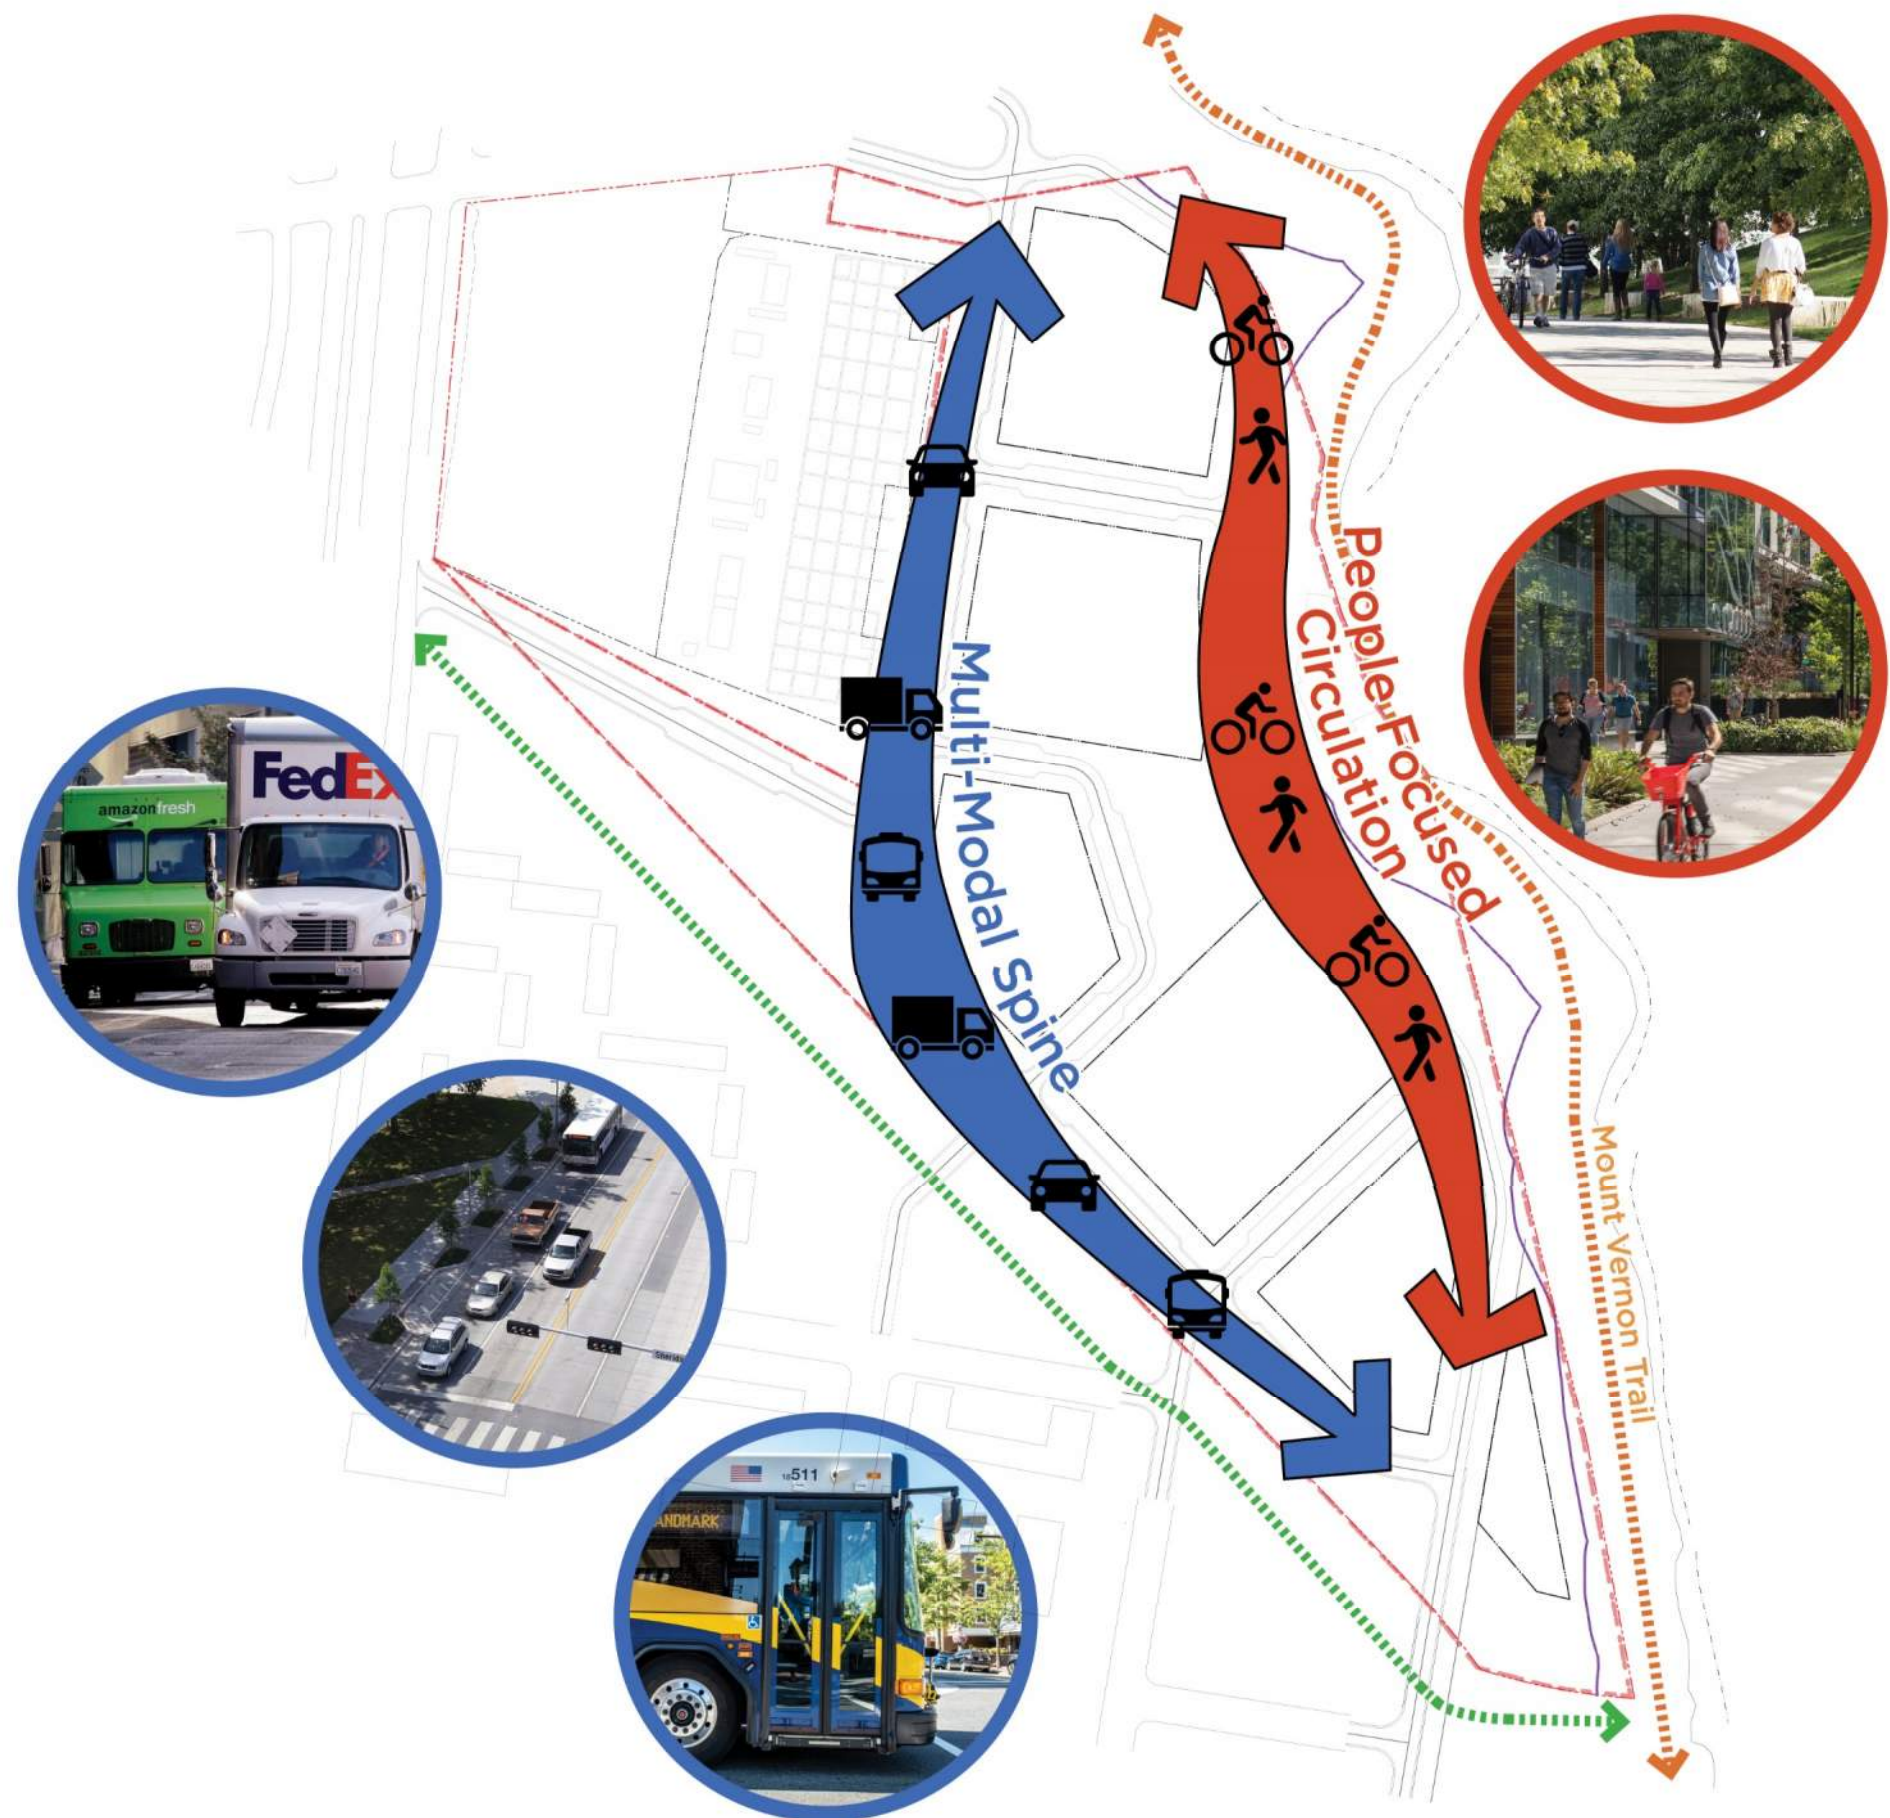 People-Focused
Circulation
Multi-Modal Spine
Mount Vernon Trail
amazonfresh
FedEx
511
ANDMARK